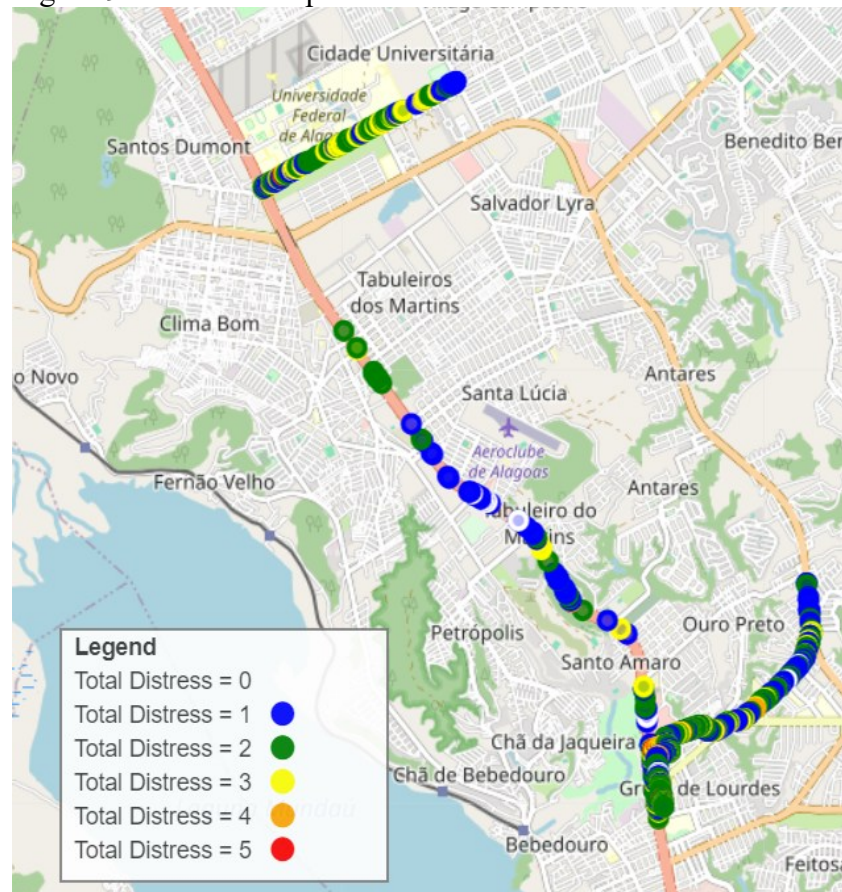 Cidade Universitária
Universidade
Federal
de Alag
Santos Dumont
Benedito Ben
Salvador Lyra
Tabuleiros
dos Martins
Clima Bom
o Novo
Antares
Santa Lúcia
Aeroclube
de Alagoas
Fernão Velho
Antares
Tabuleiro do
Martins
Petrópolis
Ouro Preto
Santo Amaro
Chã da Jaqueira
Chã de Bebedouro
de Lourdes
Bebedouro
Feitosa
Legend
Total Distress = 0
Total Distress = 1
Total Distress = 2
Total Distress = 3
Total Distress = 4
Total Distress = 5